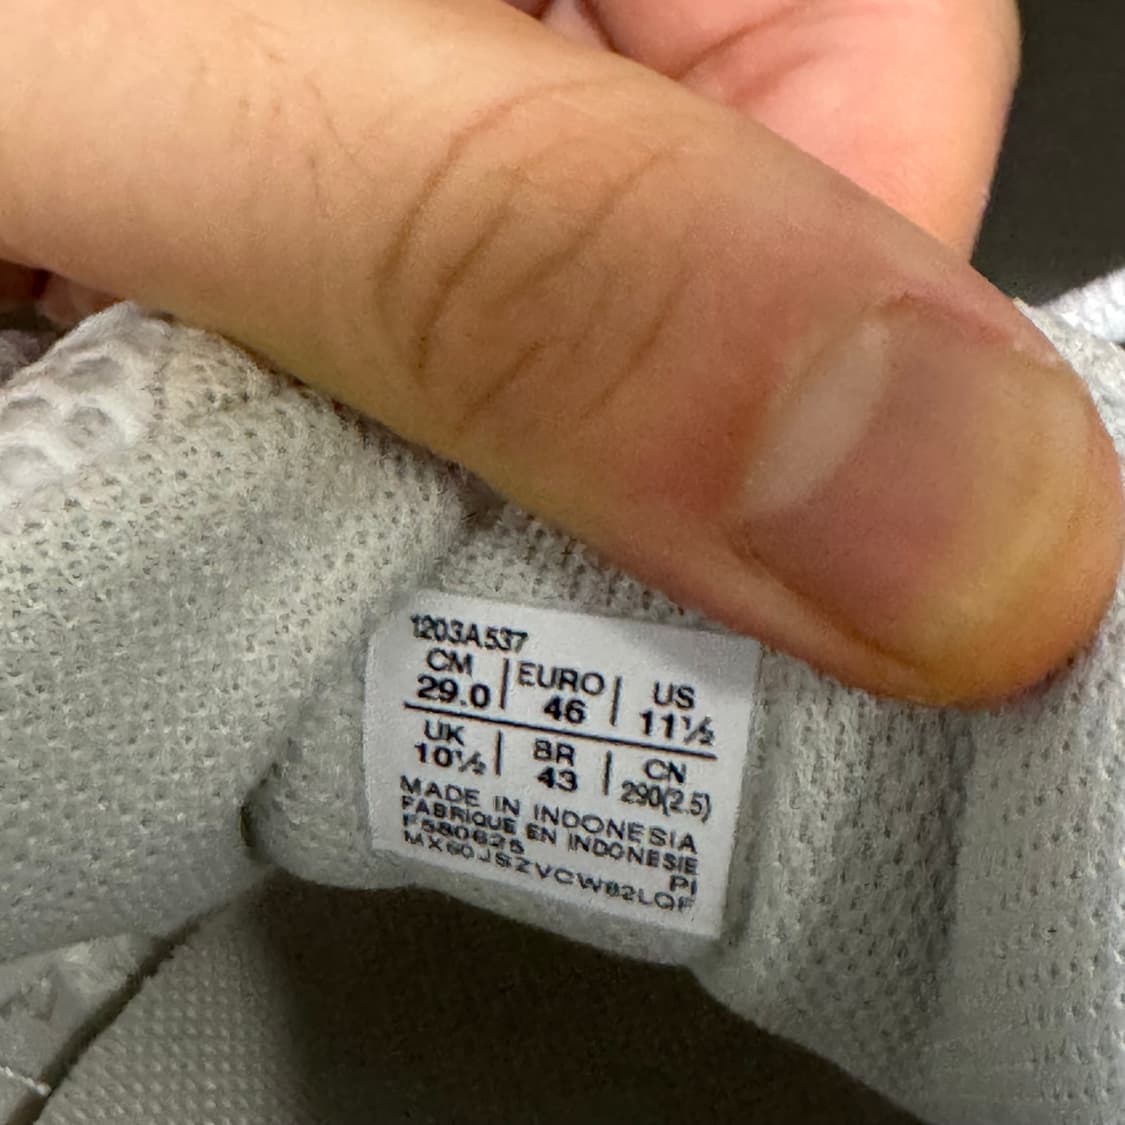 1203A537
CM | EURO | US
29.0 | 46 | 11½
UK | BR | CN
10½ | 43 | 290(2.5)
MADE IN INDONESIA
FABRIQUE EN INDONESIE
F580625 PI